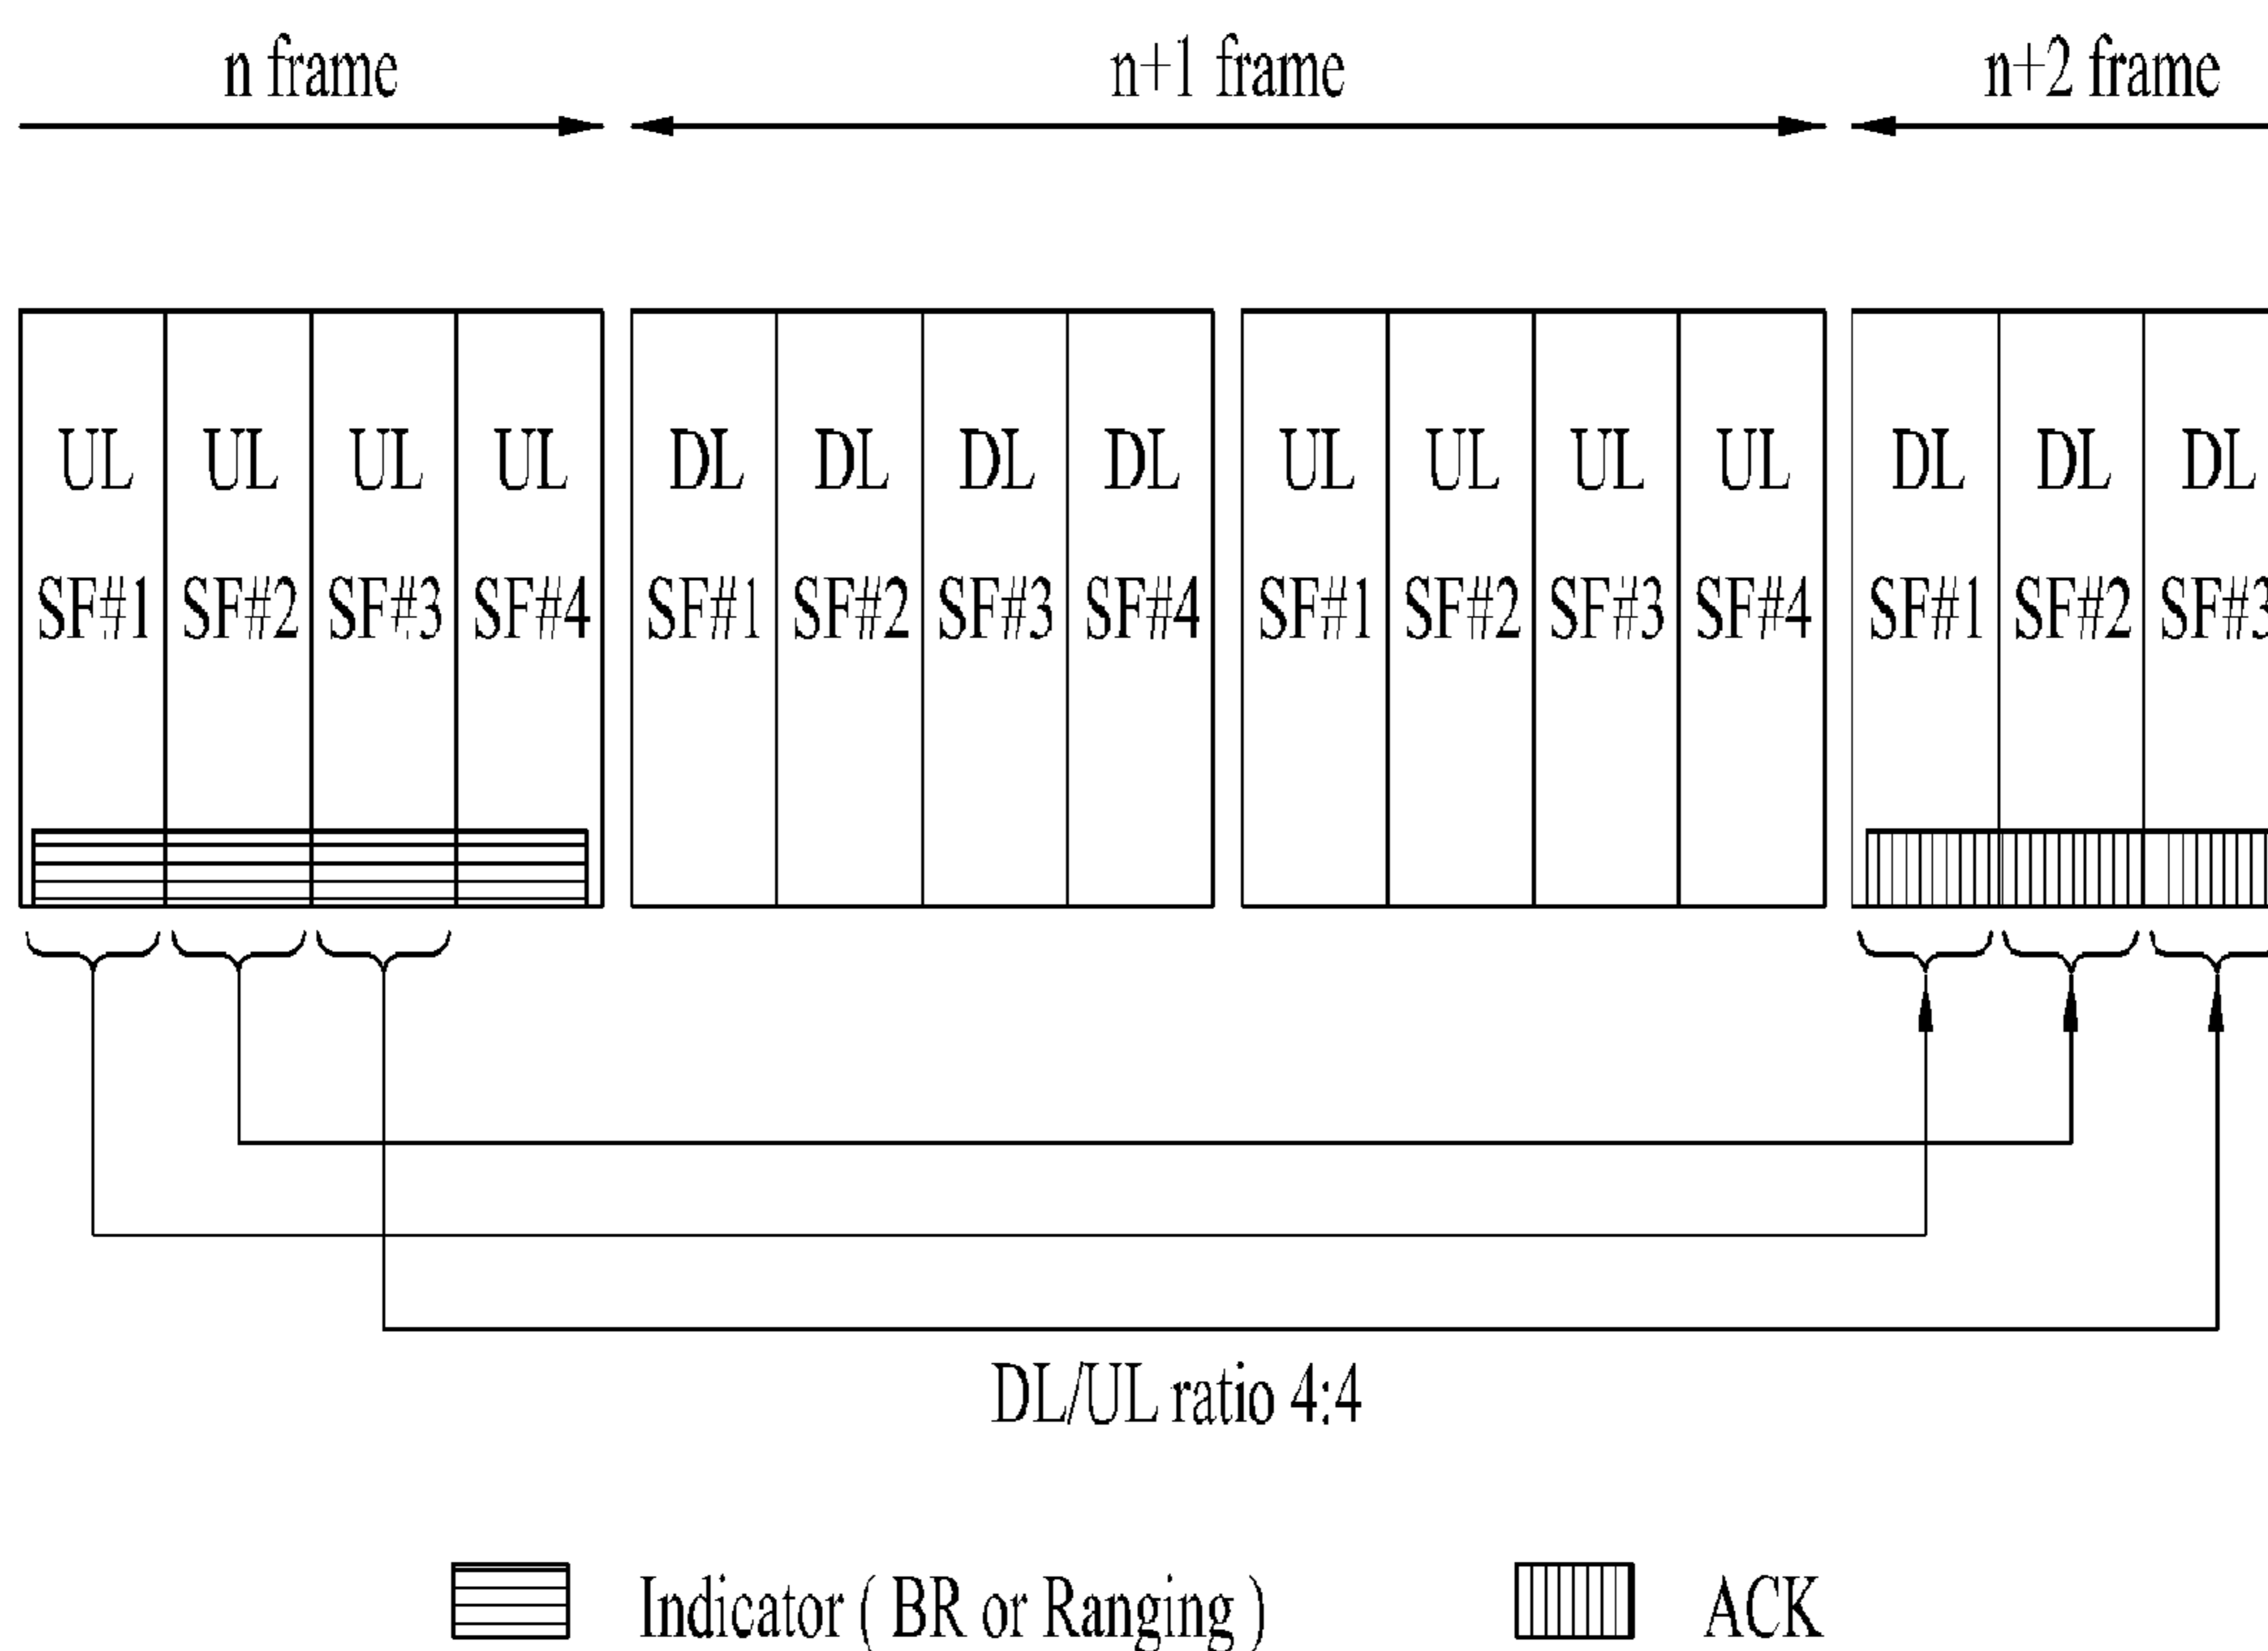 n frame n+1 frame n+2 frame
UL UL UL UL DL DL DL DL UL UL UL UL DL DL DL
SF#1 SF#2 SF#3 SF#4 SF#1 SF#2 SF#3 SF#4 SF#1 SF#2 SF#3 SF#4 SF#1 SF#2 SF#3
DL/UL ratio 4:4
Indicator ( BR or Ranging ) ACK